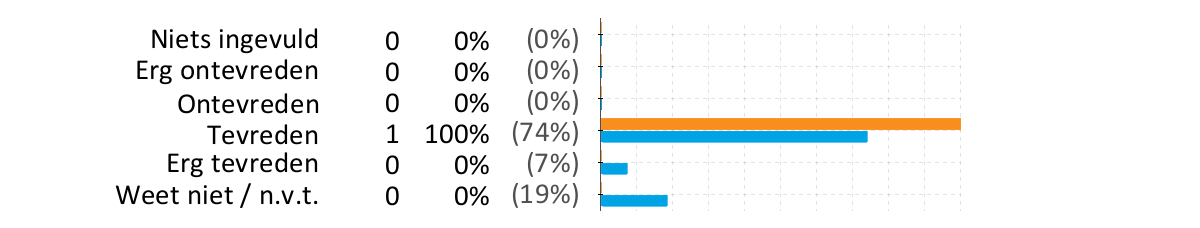 Niets ingevuld 0 0% (0%)
Erg ontevreden 0 0% (0%)
Ontevreden 0 0% (0%)
Tevreden 1 100% (74%)
Erg tevreden 0 0% (7%)
Weet niet / n.v.t. 0 0% (19%)